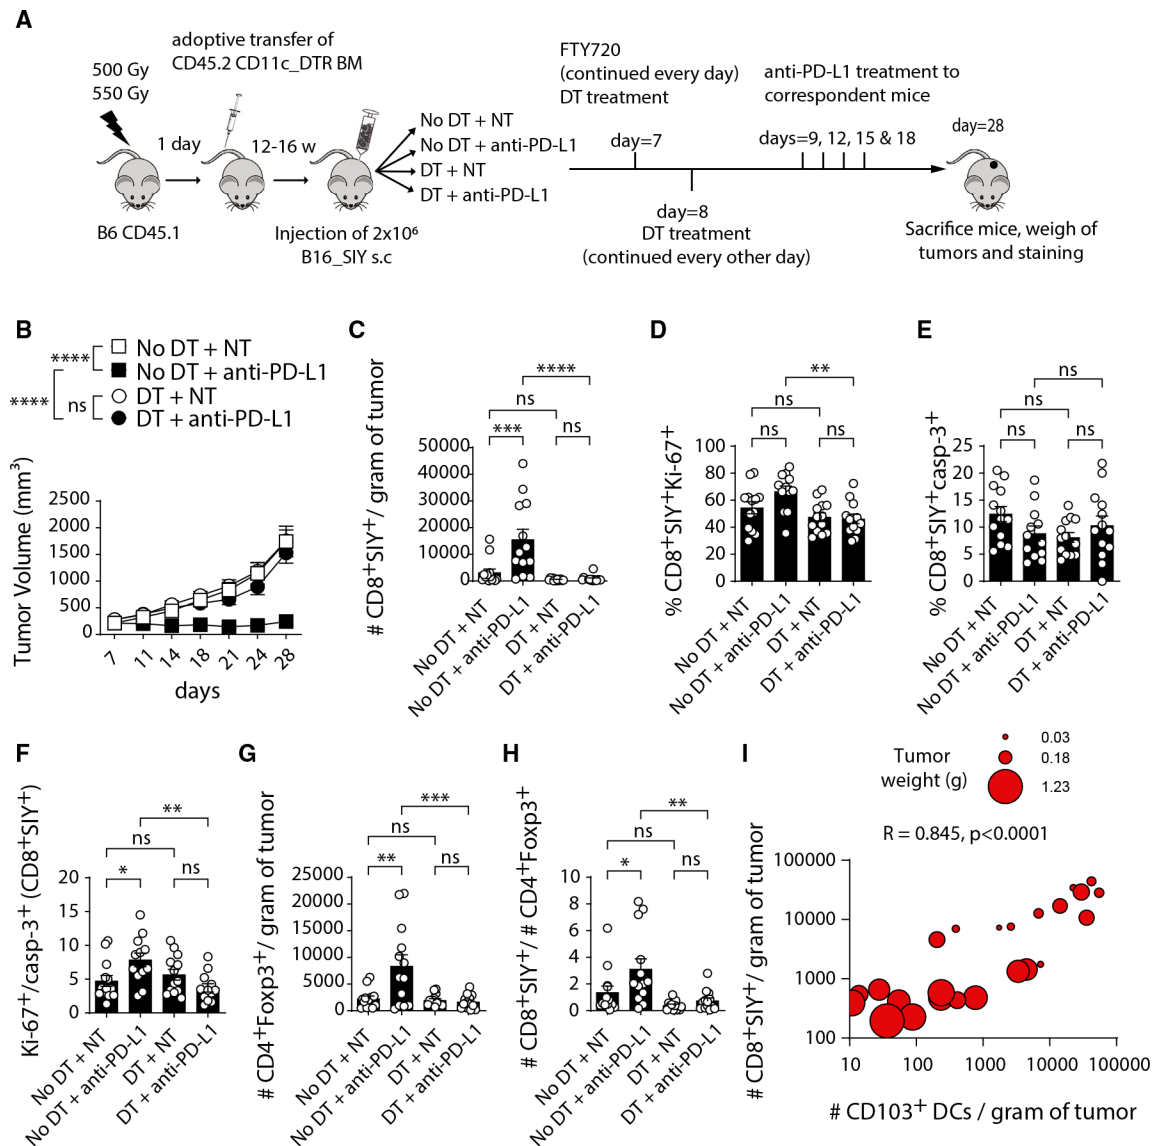 A
adoptive transfer of
CD45.2 CD11c_DTR BM
500 Gy
550 Gy
1 day
12-16 w
B6 CD45.1
Injection of 2x10⁶
B16_SIY s.c
No DT + NT
No DT + anti-PD-L1
DT + NT
DT + anti-PD-L1
FTY720
(continued every day)
DT treatment
day=7
day=8
DT treatment
(continued every other day)
anti-PD-L1 treatment to
correspondent mice
days=9, 12, 15 & 18
day=28
Sacrifice mice, weigh of
tumors and staining
B
**** No DT + NT
No DT + anti-PD-L1
**** ns DT + NT
DT + anti-PD-L1
Tumor Volume (mm³)
2500
2000
1500
1000
500
0
7 11 14 18 21 24 28
days
C
# CD8⁺SIY⁺ / gram of tumor
****
ns
*** ns
50000
40000
30000
20000
10000
0
No DT + NT
No DT + anti-PD-L1
DT + NT
DT + anti-PD-L1
D
% CD8⁺SIY⁺Ki-67⁺
**
ns
ns ns
100
80
60
40
20
0
No DT + NT
No DT + anti-PD-L1
DT + NT
DT + anti-PD-L1
E
% CD8⁺SIY⁺casp-3⁺
ns
ns
ns ns
25
20
15
10
5
0
No DT + NT
No DT + anti-PD-L1
DT + NT
DT + anti-PD-L1
F
Ki-67⁺/casp-3⁺ (CD8⁺SIY⁺)
**
ns
* ns
20
15
10
5
0
No DT + NT
No DT + anti-PD-L1
DT + NT
DT + anti-PD-L1
G
# CD4⁺Foxp3⁺/ gram of tumor
***
ns
** ns
25000
20000
15000
10000
5000
0
No DT + NT
No DT + anti-PD-L1
DT + NT
DT + anti-PD-L1
H
# CD8⁺SIY⁺/ # CD4⁺Foxp3⁺
**
ns
* ns
10
8
6
4
2
0
No DT + NT
No DT + anti-PD-L1
DT + NT
DT + anti-PD-L1
I
Tumor
weight (g)
0.03
0.18
1.23
R = 0.845, p<0.0001
# CD8⁺SIY⁺/ gram of tumor
100000
10000
1000
100
10 100 1000 10000 100000
# CD103⁺ DCs / gram of tumor